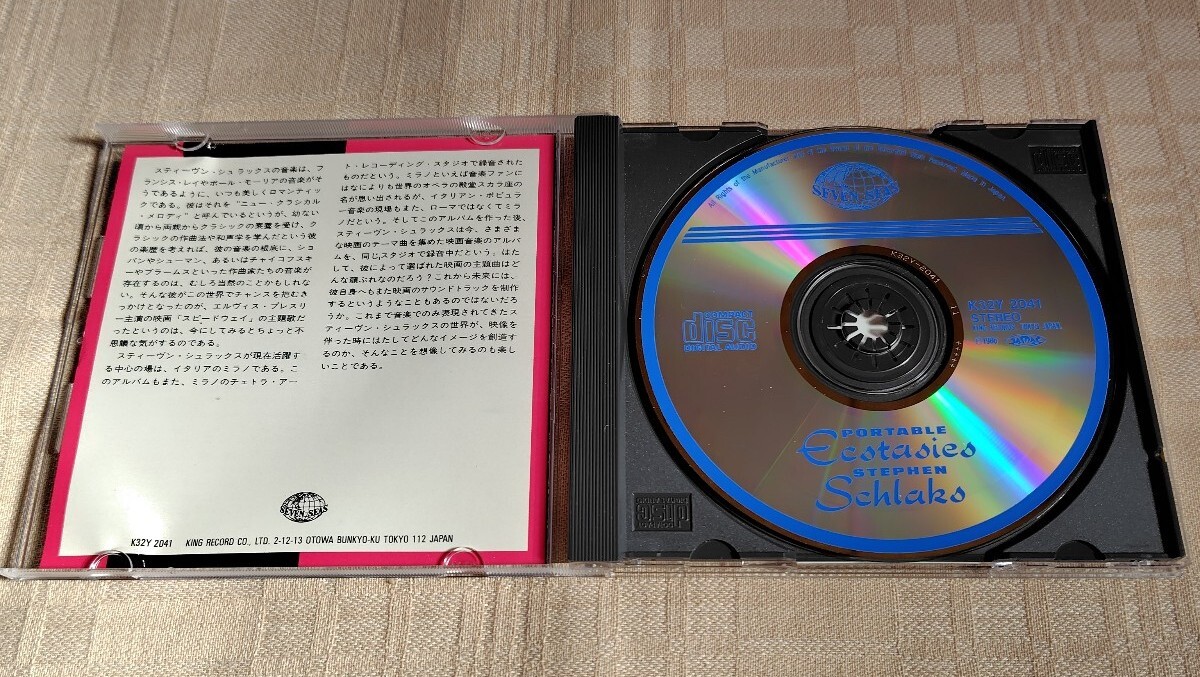 スティーヴン・シュラックスの音楽は、フ
ランシス・レイやポール・モーリアの音楽がそ
うであるように、いつも美しくロマンティッ
クである。彼はそれを"ニュー・クラシカル
・メロディ"と呼んでいるというが、幼ない
頃から両親からクラシックの素養を受け、ク
ラシックの作曲法や和声学を学んだという彼
の楽歴を考えれば、彼の音楽の根底に、ショ
パンやシューマン、あるいはチャイコフスキ
ーやブラームスといった作曲家たちの音楽が
存在するのは、むしろ当然のことかもしれな
い。そんな彼がこの世界でチャンスを掴むき
っかけとなったのが、エルヴィス・プレスリ
ー主演の映画「スピードウェイ」の主題歌だ
ったというのは、今にしてみるとちょっと不
思議な気がするのである。
スティーヴン・シュラックスが現在活躍す
る中心の場は、イタリアのミラノである。こ
のアルバムもまた、ミラノのチェトラ・アー
ト・レコーディング・スタジオで録音された
ものだという。ミラノといえば音楽ファンに
はなによりも世界のオペラの殿堂スカラ座の
名が思い出されるが、イタリアン・ポピュラ
ー音楽の現場もまた、ローマではなくてミラ
ノだという。そしてこのアルバムを作った後、
スティーヴン・シュラックスは今、さまざま
な映画のテーマ曲を集めた映画音楽のアルバ
ムを、同じスタジオで録音中だという。はた
して、彼によって選ばれた映画の主題曲はど
んな顔ぶれなのだろう？これから未来には、
彼自身へもまた映画のサウンドトラックを制作
するというようなこともあるのではないだろ
うか。これまで音楽でのみ表現されてきたス
ティーヴン・シュラックスの世界が、映像を
伴った時にはたしてどんなイメージを創造す
るのか、そんなことを想像してみるのも楽し
いことである。
SEVEN SEAS
K32Y 2041 KING RECORD CO., LTD. 2-12-13 OTOWA BUNKYO-KU TOKYO 112 JAPAN
SEVEN SEAS
K32Y-2041
COMPACT
disc
DIGITAL AUDIO
K32Y 2041
STEREO
JASRAC
PORTABLE
Ecstasies
STEPHEN
Schlaks